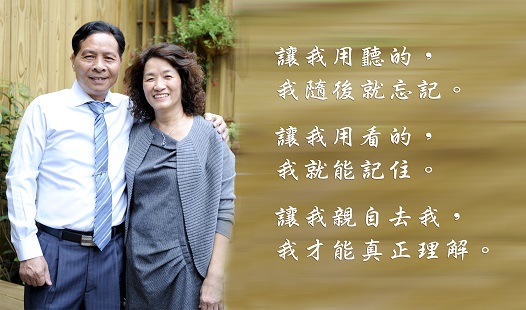 讓我用聽的，
我隨後就忘記。
讓我用看的，
我就能記住。
讓我親自去我，
我才能真正理解。